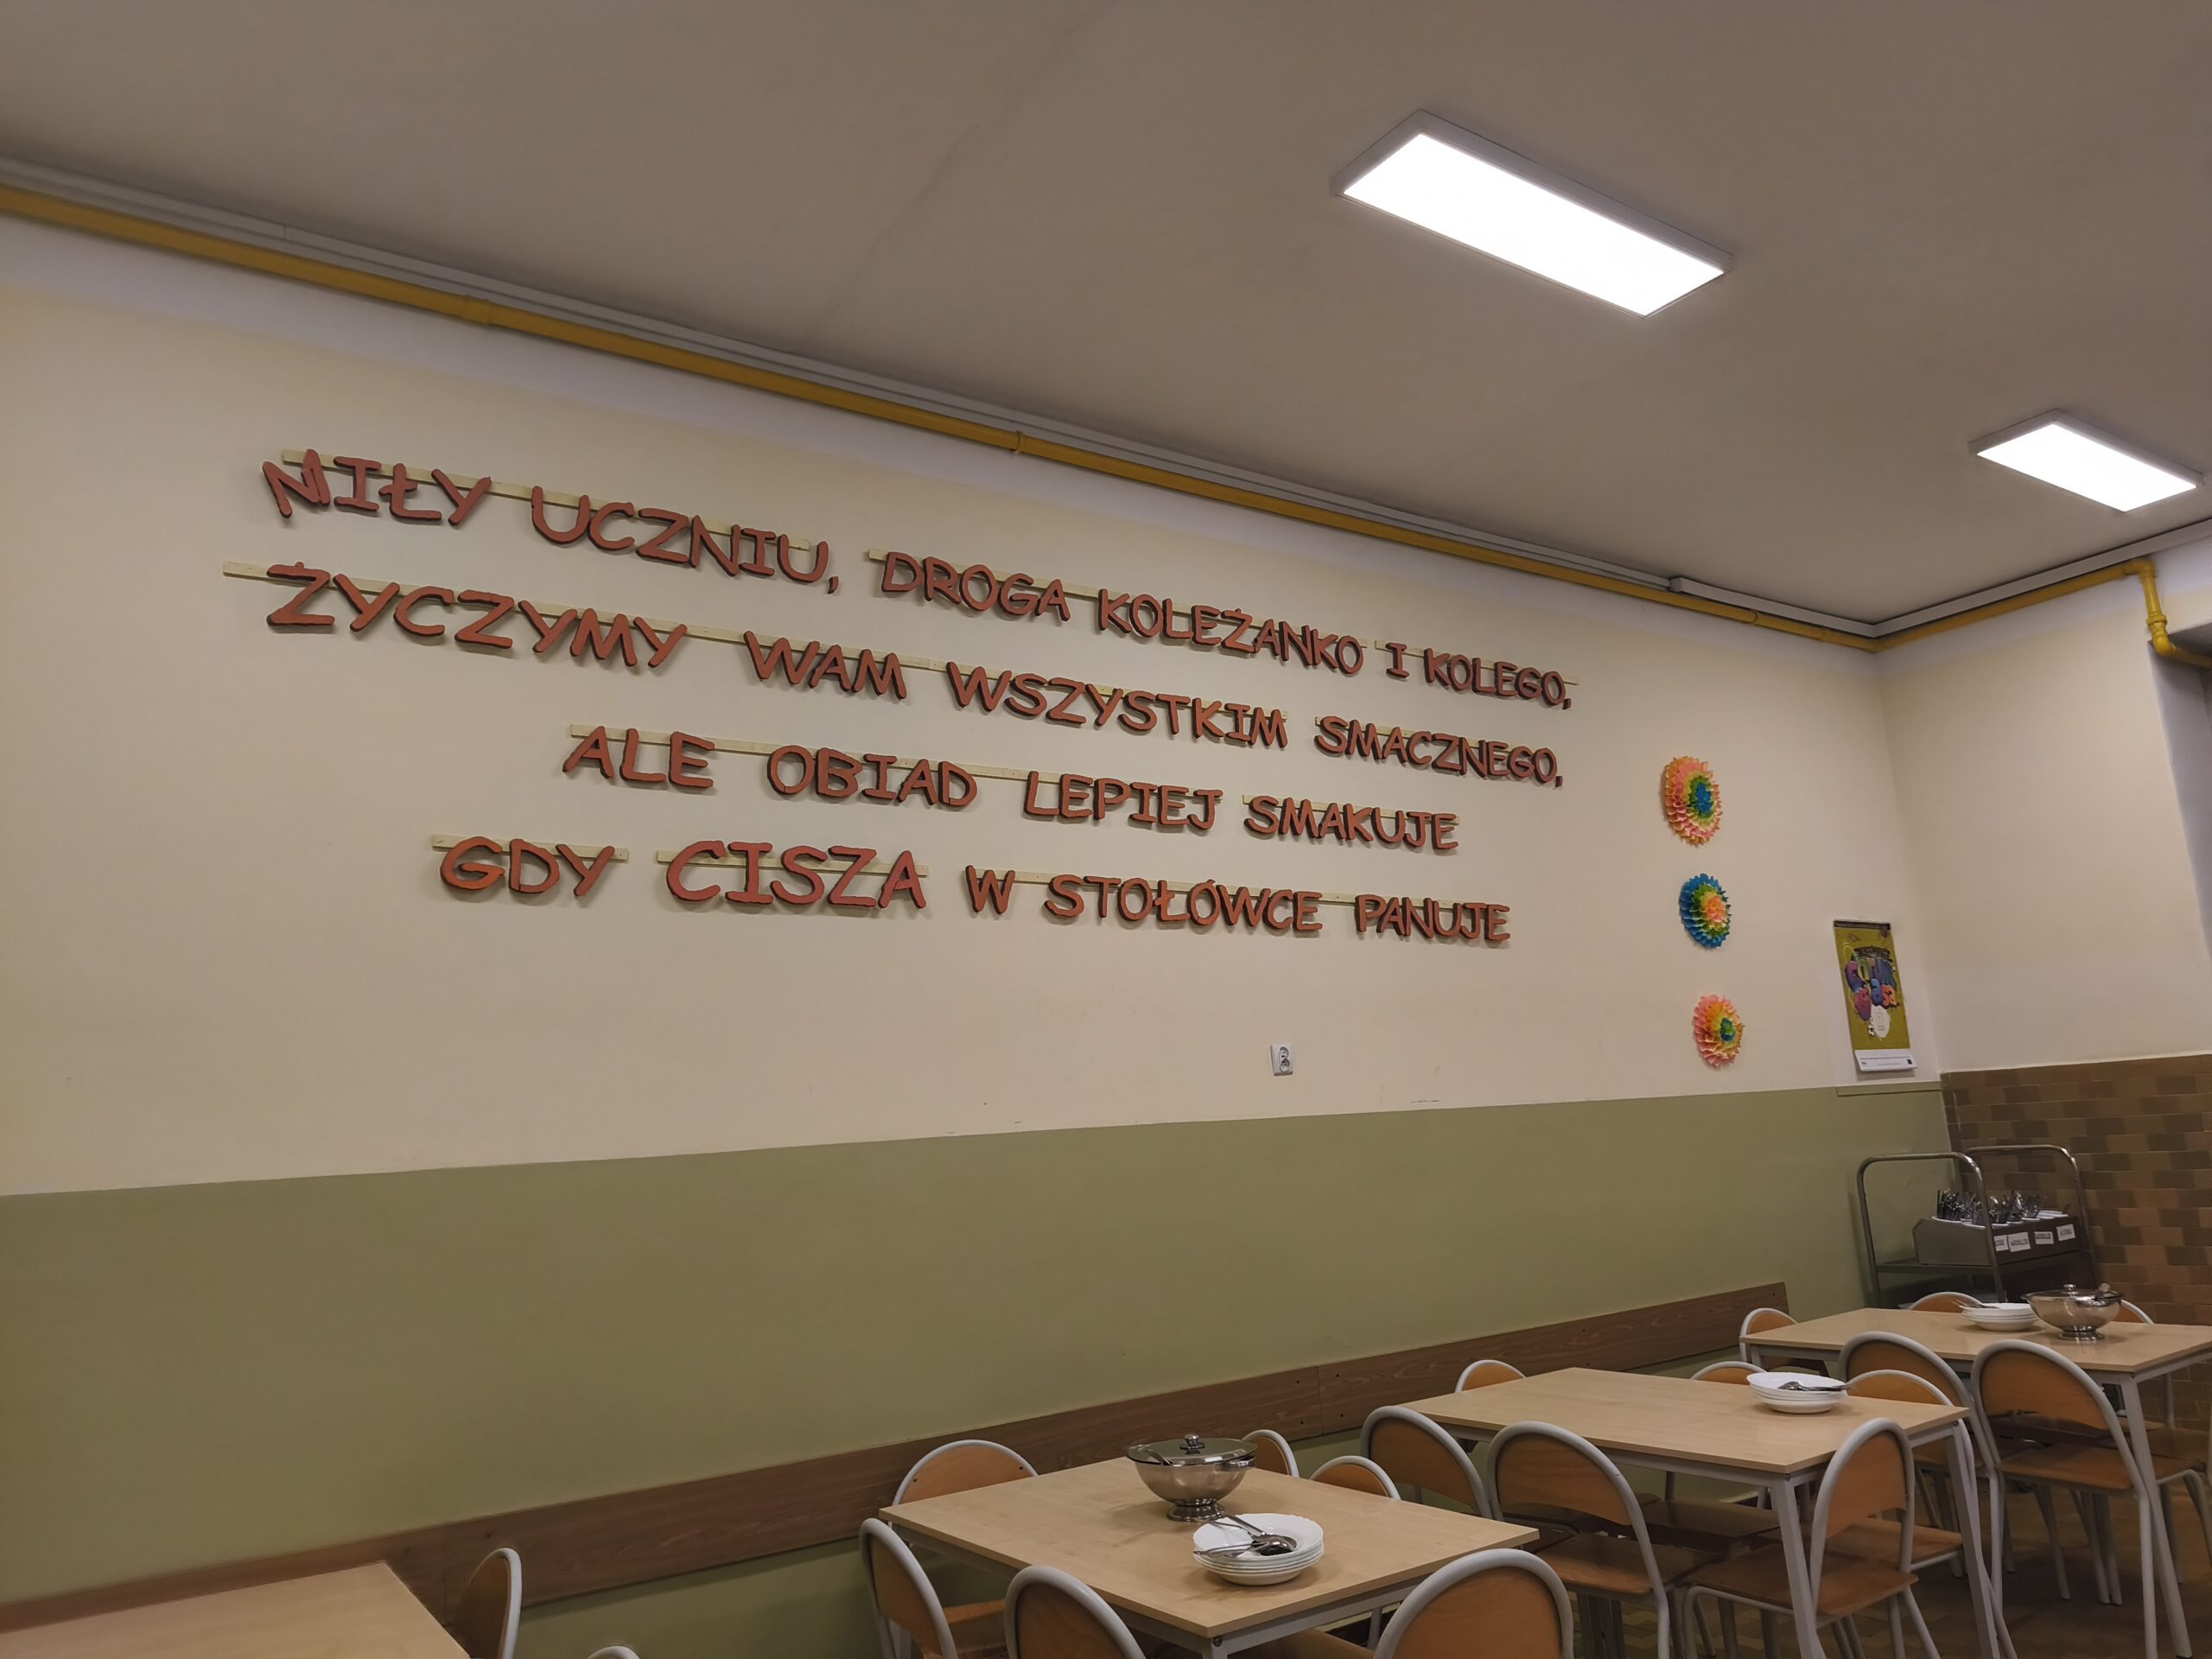 MIŁY UCZNIU, DROGA KOLEŻANKO I KOLEGO,
ŻYCZYMY WAM WSZYSTKIM SMACZNEGO,
ALE OBIAD LEPIEJ SMAKUJE
GDY CISZA W STOŁÓWCE PANUJE